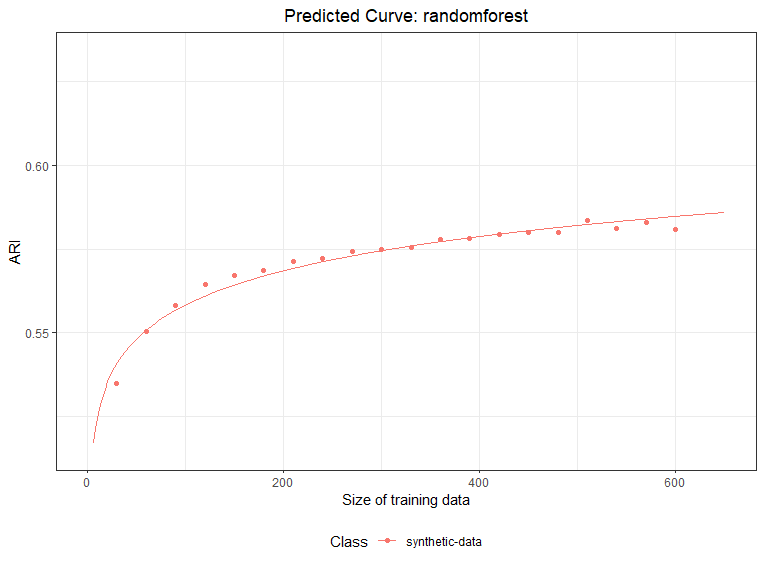 Predicted Curve: randomforest
ARI
0.60
0.55
0 200 400 600
Size of training data
Class synthetic-data